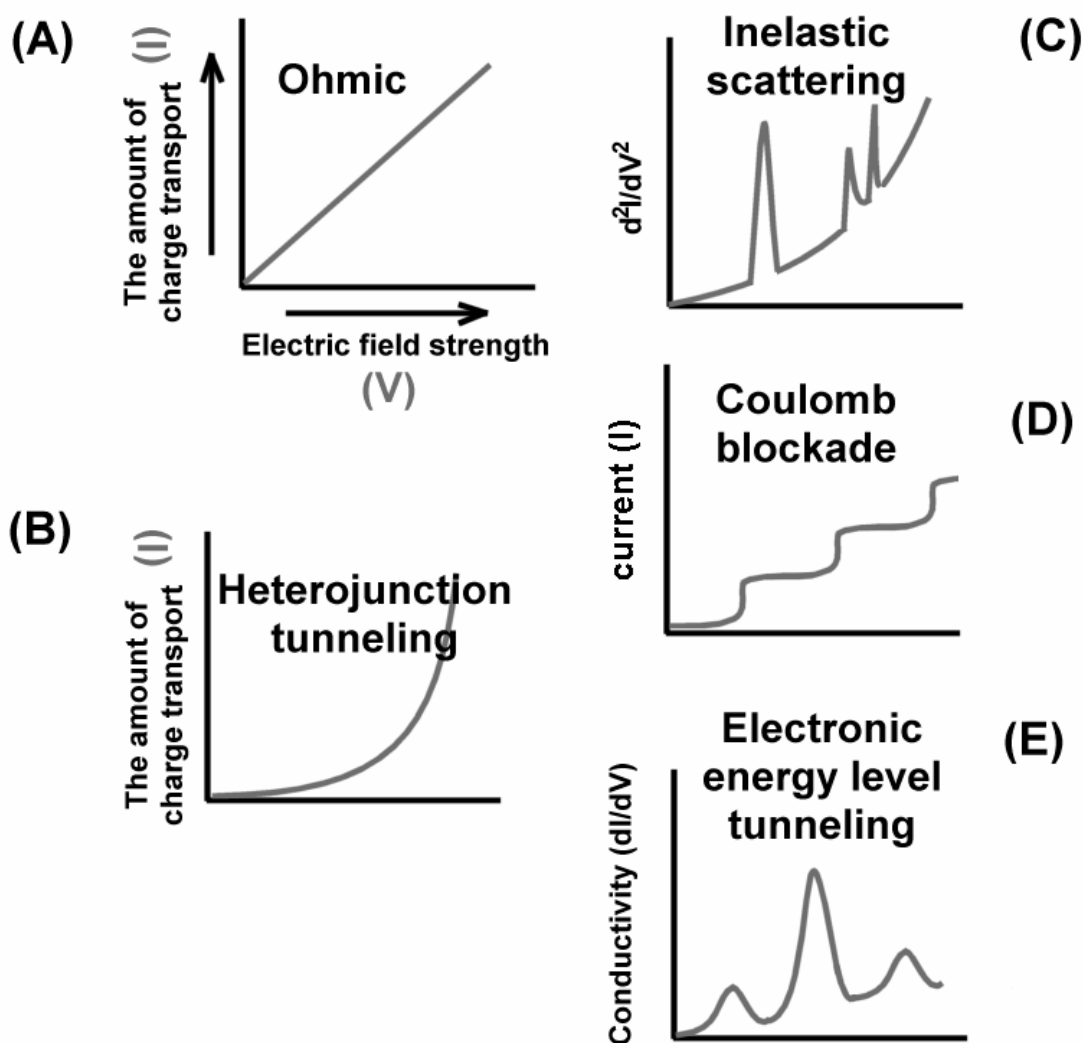 (A)
(I)
The amount of
charge transport
Ohmic
Electric field strength
(V)
(B)
(I)
The amount of
charge transport
Heterojunction
tunneling
(C)
Inelastic
scattering
d²I/dV²
(D)
Coulomb
blockade
current (I)
(E)
Electronic
energy level
tunneling
Conductivity (dI/dV)